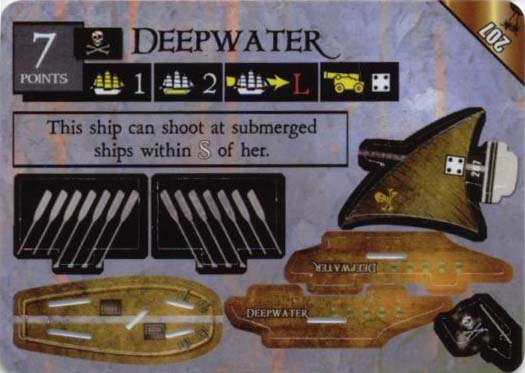 7
POINTS
DEEPWATER
207
1
2
L
This ship can shoot at submerged
ships within S of her.
207
DEEPWATER
DEEPWATER